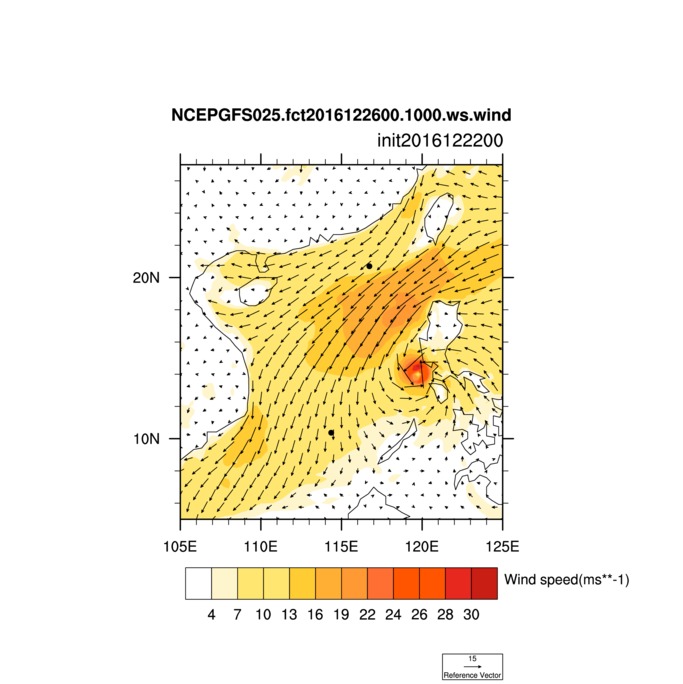 NCEPGFS025.fct2016122600.1000.ws.wind
init2016122200
20N
10N
105E 110E 115E 120E 125E
Wind speed(ms**-1)
4 7 10 13 16 19 22 24 26 28 30
15
Reference Vector